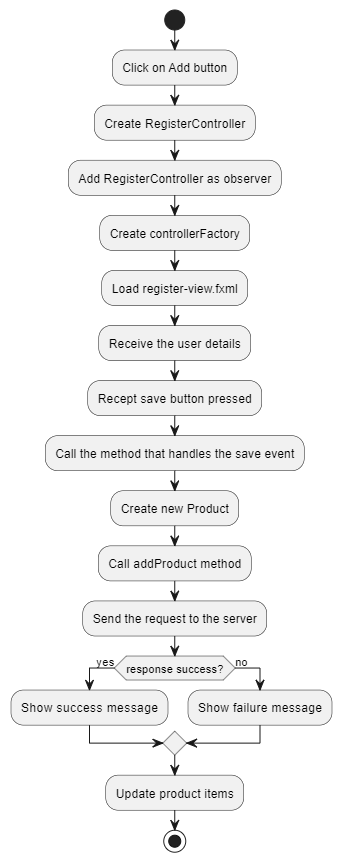 Click on Add button
Create RegisterController
Add RegisterController as observer
Create controllerFactory
Load register-view.fxml
Receive the user details
Recept save button pressed
Call the method that handles the save event
Create new Product
Call addProduct method
Send the request to the server
yes
response success?
no
Show success message
Show failure message
Update product items